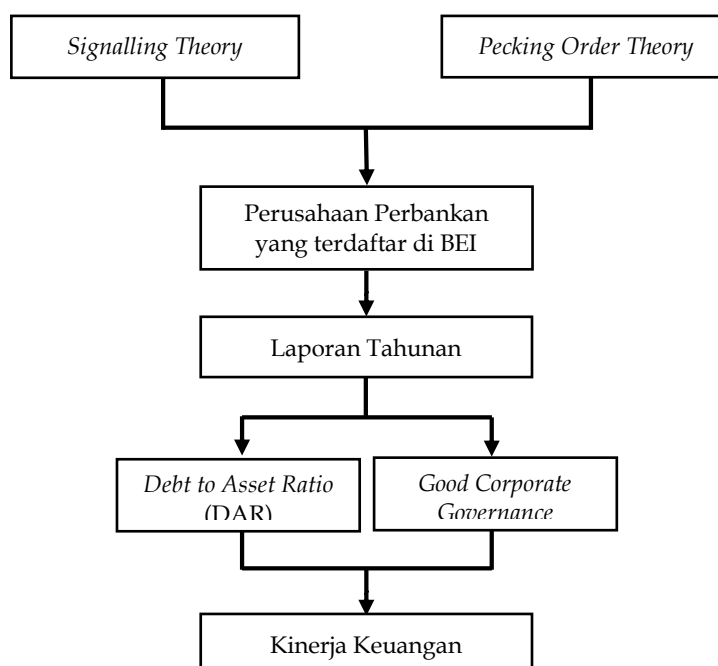 Signalling Theory
Pecking Order Theory
Perusahaan Perbankan
yang terdaftar di BEI
Laporan Tahunan
Debt to Asset Ratio
(DAR)
Good Corporate
Governance
Kinerja Keuangan